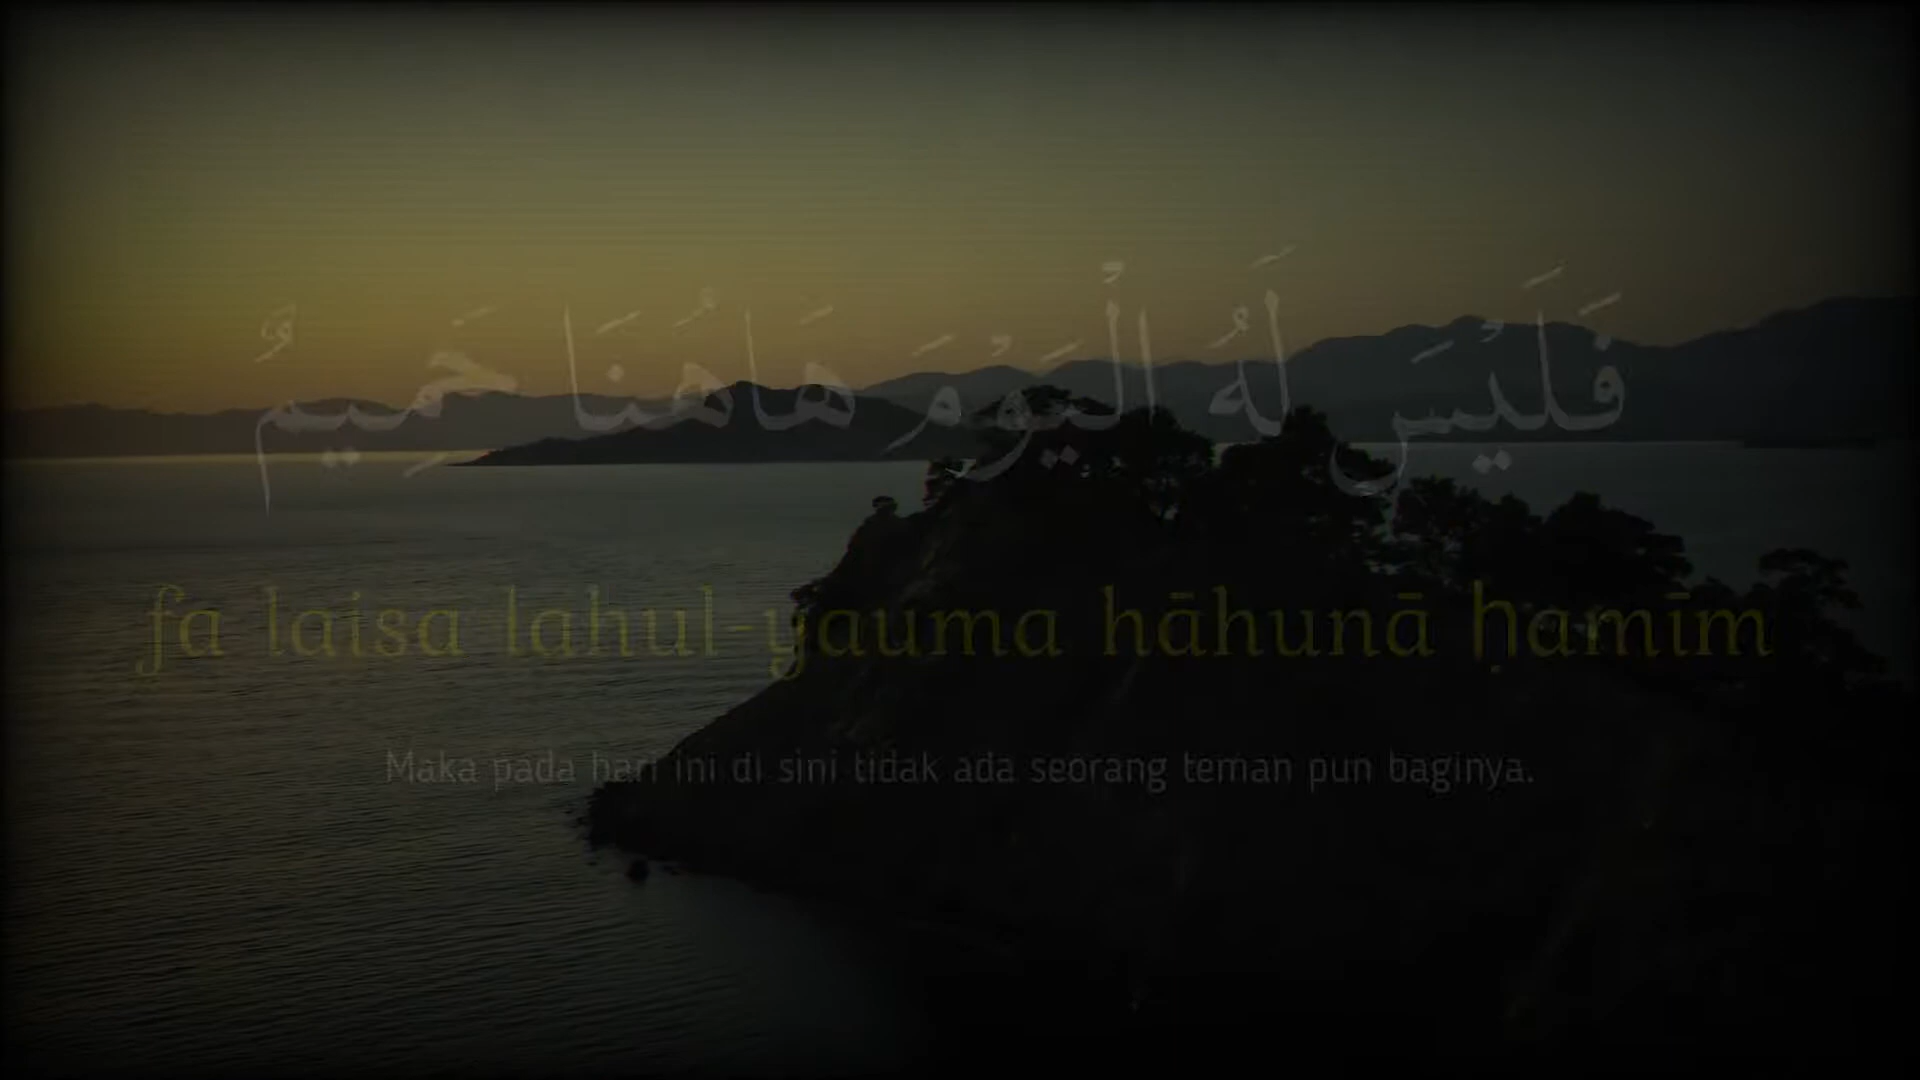 فَلَيْسَ لَهُ الْيَوْمَ هَاهُنَا حَمِيمٌ
fa laisa lahul-yauma hāhunā ḥamīm
Maka pada hari ini di sini tidak ada seorang teman pun baginya.